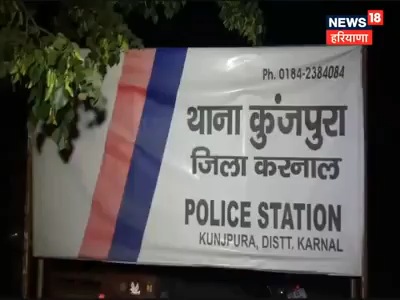 NEWS 18
हरियाणा
Ph. 0184-2384084
थाना कुंजपुरा
जिला करनाल
POLICE STATION
KUNJPURA, DISTT. KARNAL